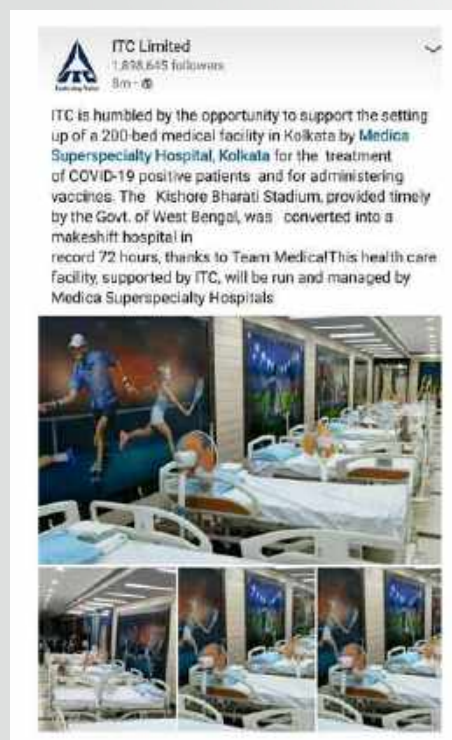 ITC Limited
1,898,645 followers
8m •
ITC is humbled by the opportunity to support the setting
up of a 200-bed medical facility in Kolkata by Medica
Superspecialty Hospital, Kolkata for the treatment
of COVID-19 positive patients and for administering
vaccines. The Kishore Bharati Stadium, provided timely
by the Govt. of West Bengal, was converted into a
makeshift hospital in
record 72 hours, thanks to Team Medica!This health care
facility, supported by ITC, will be run and managed by
Medica Superspecialty Hospitals